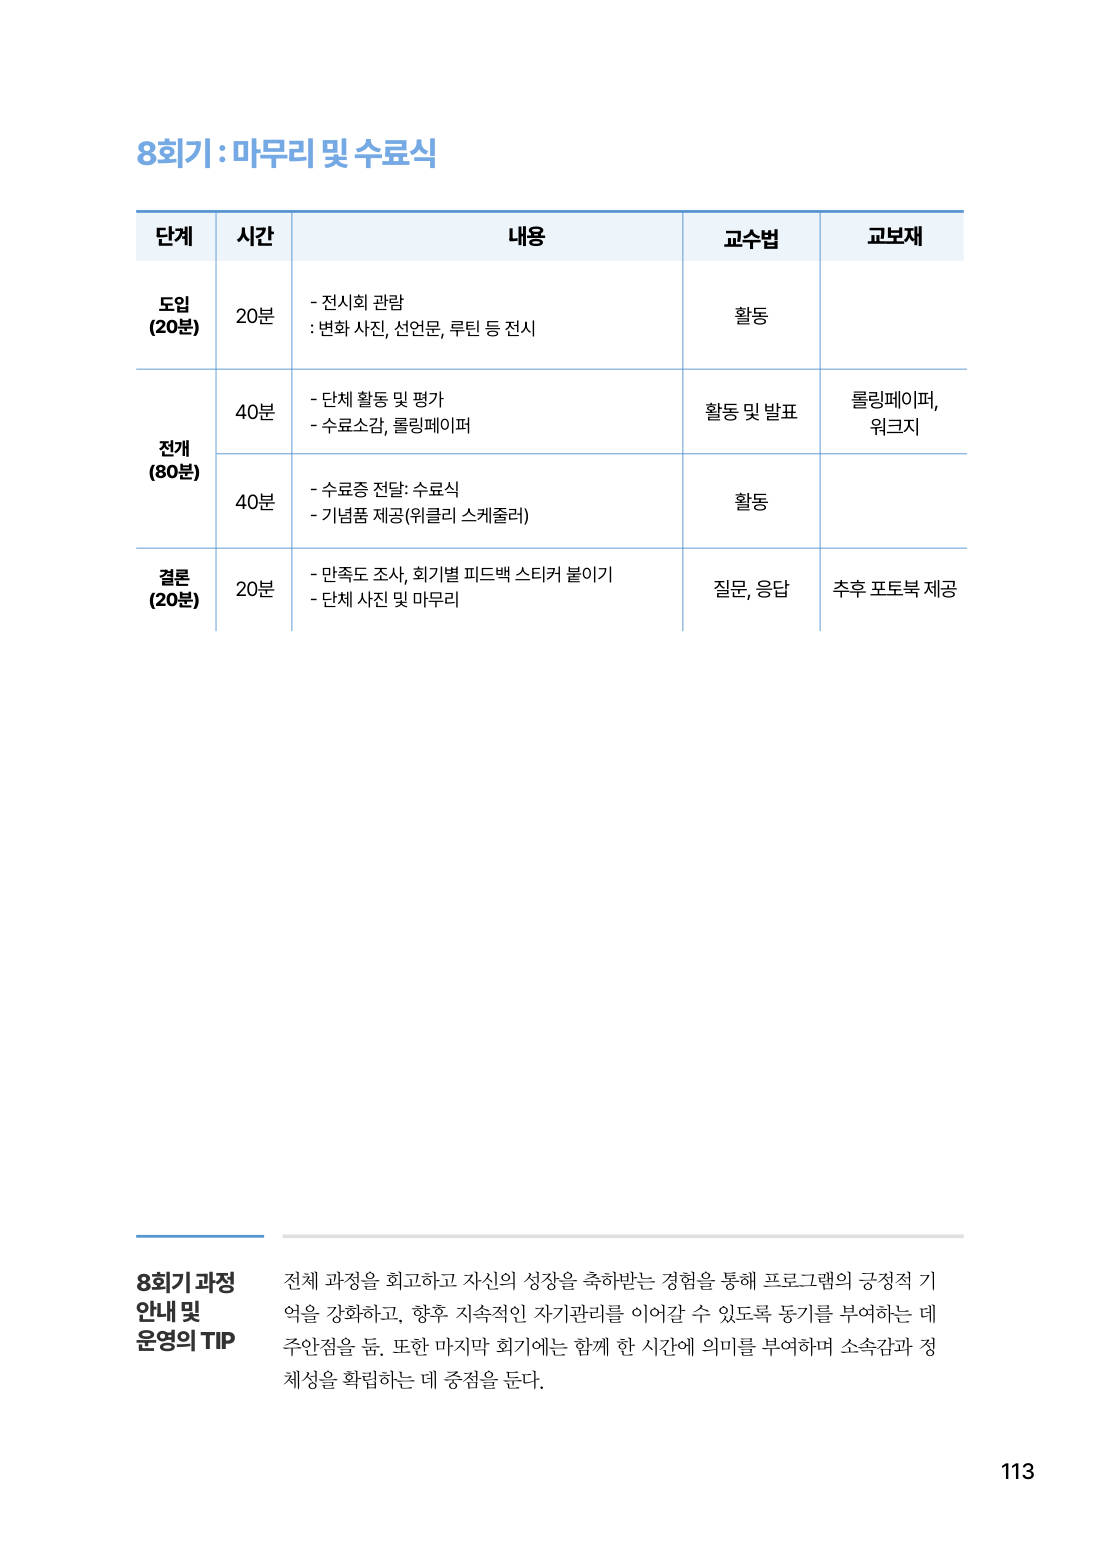 8회기 : 마무리 및 수료식
단계 시간 내용 교수법 교보재
도입
(20분)
20분
- 전시회 관람
: 변화 사진, 선언문, 루틴 등 전시
활동
전개
(80분)
40분
- 단체 활동 및 평가
- 수료소감, 롤링페이퍼
활동 및 발표
롤링페이퍼,
워크지
40분
- 수료증 전달: 수료식
- 기념품 제공(위클리 스케줄러)
활동
결론
(20분)
20분
- 만족도 조사, 회기별 피드백 스티커 붙이기
- 단체 사진 및 마무리
질문, 응답
추후 포토북 제공
8회기 과정
안내 및
운영의 TIP
전체 과정을 회고하고 자신의 성장을 축하받는 경험을 통해 프로그램의 긍정적 기
억을 강화하고, 향후 지속적인 자기관리를 이어갈 수 있도록 동기를 부여하는 데
주안점을 둠. 또한 마지막 회기에는 함께 한 시간에 의미를 부여하며 소속감과 정
체성을 확립하는 데 중점을 둔다.
113